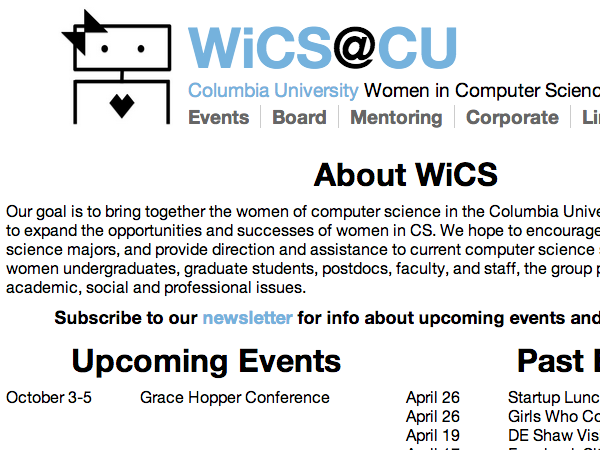 WiCS@CU
Columbia University Women in Computer Science
Events Board Mentoring Corporate
About WiCS
Our goal is to bring together the women of computer science in the Columbia
to expand the opportunities and successes of women in CS. We hope to encourage
science majors, and provide direction and assistance to current computer science
women undergraduates, graduate students, postdocs, faculty, and staff, the group
academic, social and professional issues.
Subscribe to our newsletter for info about upcoming events and
Upcoming Events
Past
October 3-5 Grace Hopper Conference
April 26 Startup
April 26 Girls Who
April 19 DE Shaw